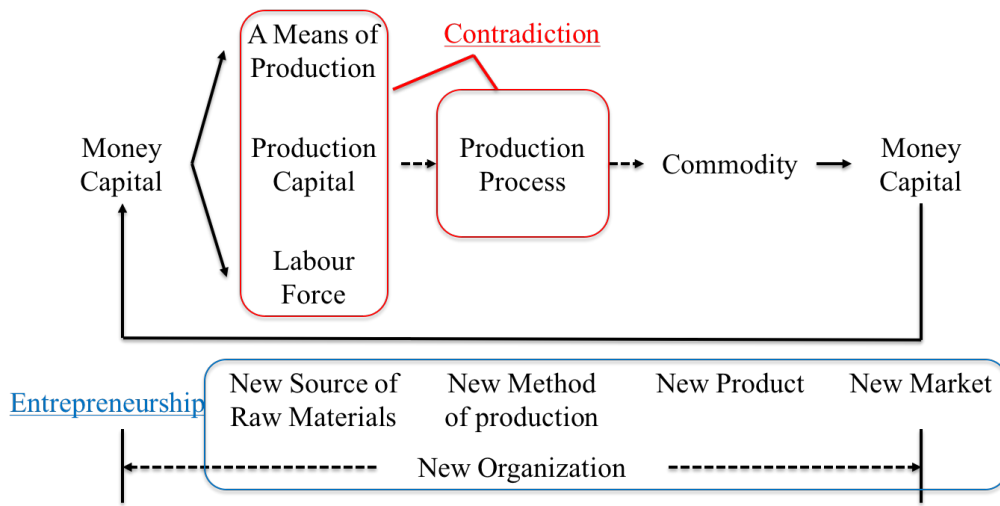 A Means of
Production
Contradiction
Money
Capital
Production
Capital
Production
Process
Commodity
Money
Capital
Labour
Force
Entrepreneurship
New Source of
Raw Materials
New Method
of production
New Product
New Market
New Organization